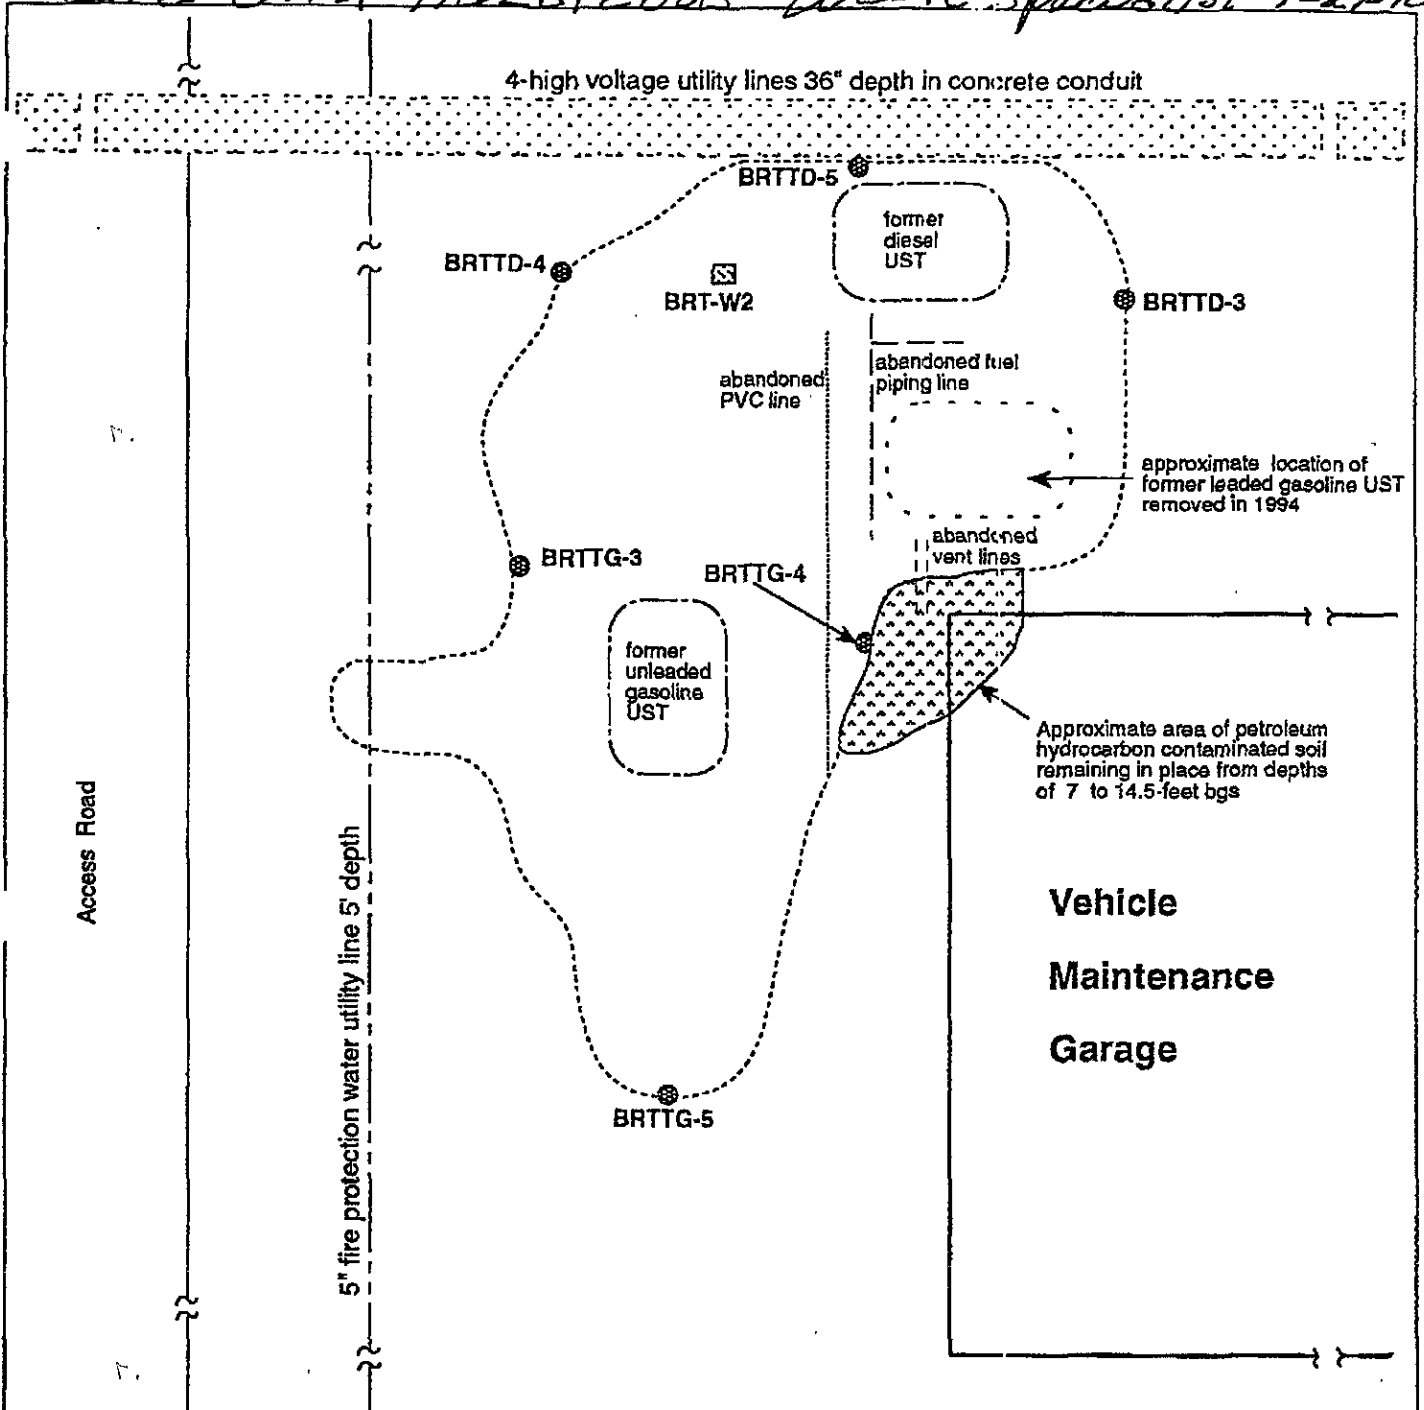 4-high voltage utility lines 36" depth in concrete conduit
BRTTD-5
former
diesel
UST
BRTTD-4
BRT-W2
BRTTD-3
abandoned
PVC line
abandoned fuel
piping line
approximate location of
former leaded gasoline UST
removed in 1994
abandoned
vent lines
BRTTG-3
BRTTG-4
former
unleaded
gasoline
UST
Approximate area of petroleum
hydrocarbon contaminated soil
remaining in place from depths
of 7 to 14.5-feet bgs
Access Road
5" fire protection water utility line 5' depth
Vehicle
Maintenance
Garage
BRTTG-5